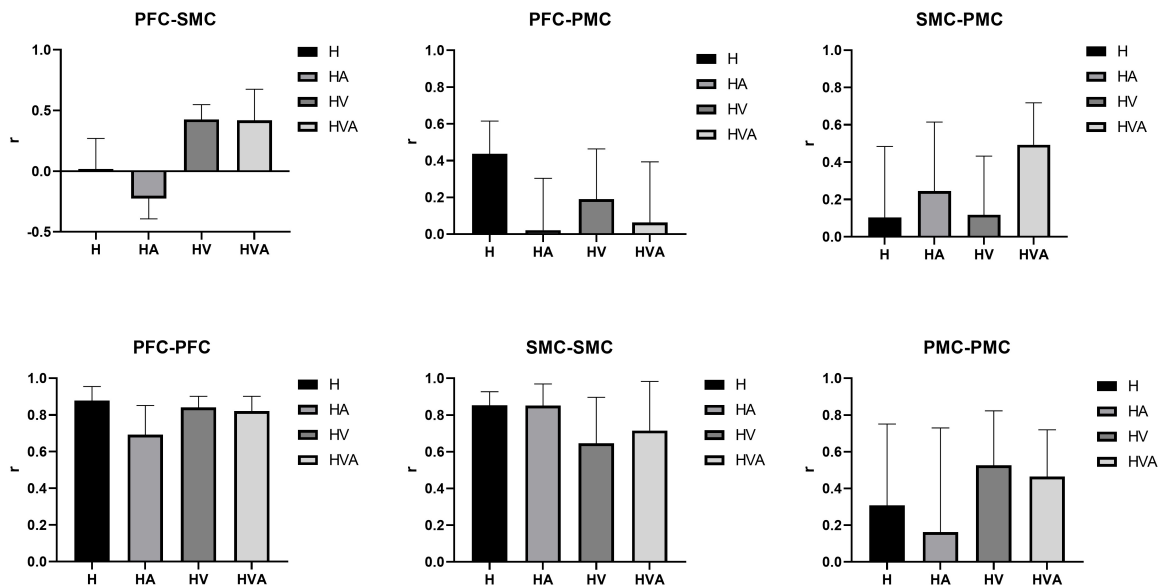 PFC-SMC
1.0
0.5
0.0
-0.5
r
H
HA
HV
HVA
H
HA
HV
HVA
PFC-PMC
1.0
0.8
0.6
0.4
0.2
0.0
r
H
HA
HV
HVA
H
HA
HV
HVA
SMC-PMC
1.0
0.8
0.6
0.4
0.2
0.0
r
H
HA
HV
HVA
H
HA
HV
HVA
PFC-PFC
1.0
0.8
0.6
0.4
0.2
0.0
r
H
HA
HV
HVA
H
HA
HV
HVA
SMC-SMC
1.0
0.8
0.6
0.4
0.2
0.0
r
H
HA
HV
HVA
H
HA
HV
HVA
PMC-PMC
1.0
0.8
0.6
0.4
0.2
0.0
r
H
HA
HV
HVA
H
HA
HV
HVA